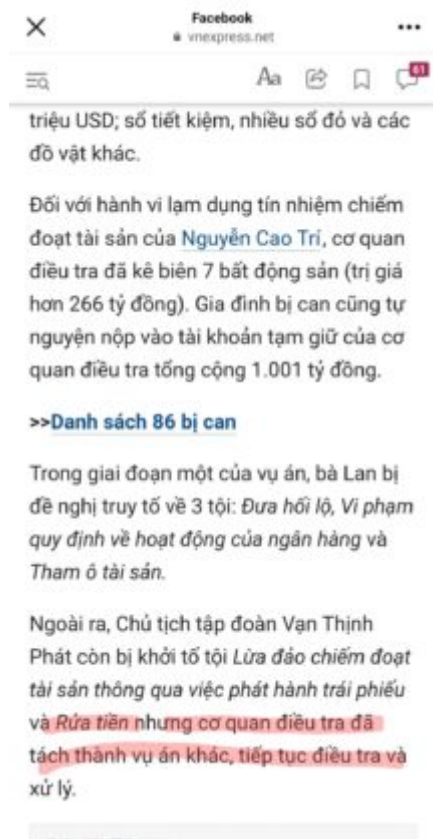 Facebook
vnexpress.net
Aa
61
triệu USD; sổ tiết kiệm, nhiều sổ đỏ và các
đồ vật khác.
Đối với hành vi lạm dụng tín nhiệm chiếm
đoạt tài sản của Nguyễn Cao Trí, cơ quan
điều tra đã kê biên 7 bất động sản (trị giá
hơn 266 tỷ đồng). Gia đình bị can cũng tự
nguyện nộp vào tài khoản tạm giữ của cơ
quan điều tra tổng cộng 1.001 tỷ đồng.
>>Danh sách 86 bị can
Trong giai đoạn một của vụ án, bà Lan bị
đề nghị truy tố về 3 tội: Đưa hối lộ, Vi phạm
quy định về hoạt động của ngân hàng và
Tham ô tài sản.
Ngoài ra, Chủ tịch tập đoàn Vạn Thịnh
Phát còn bị khởi tố tội Lừa đảo chiếm đoạt
tài sản thông qua việc phát hành trái phiếu
và Rửa tiền nhưng cơ quan điều tra đã
tách thành vụ án khác, tiếp tục điều tra và
xử lý.